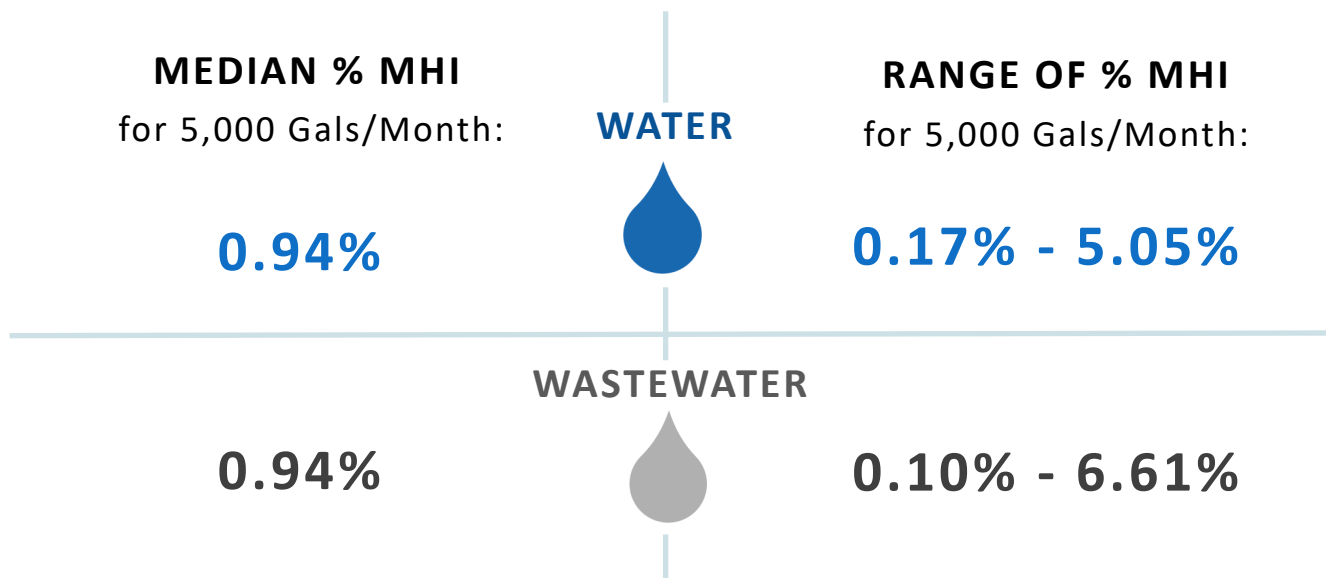 MEDIAN % MHI
for 5,000 Gals/Month:
0.94%
WATER
RANGE OF % MHI
for 5,000 Gals/Month:
0.17% - 5.05%
WASTEWATER
0.94%
0.10% - 6.61%